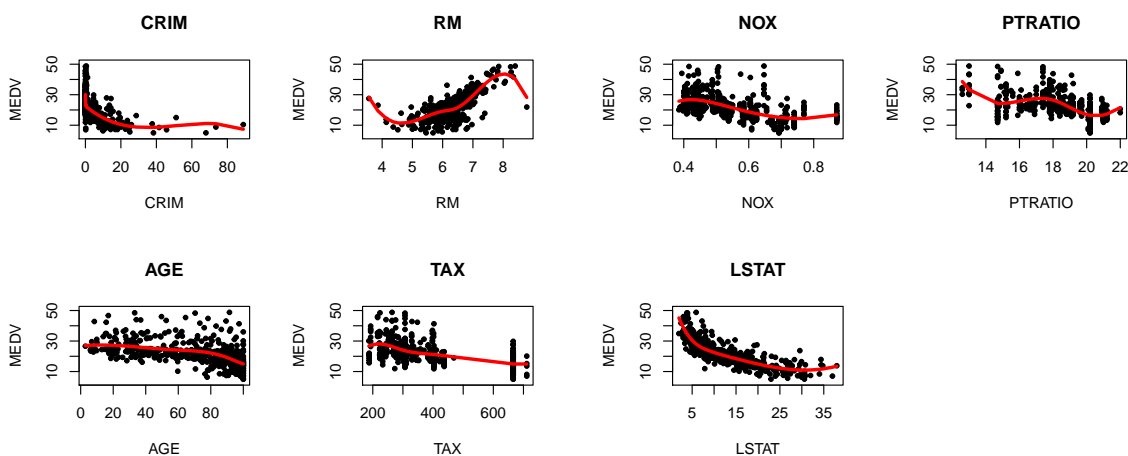 CRIM
MEDV
10 30 50
0 20 40 60 80
CRIM
RM
MEDV
10 30 50
4 5 6 7 8
RM
NOX
MEDV
10 30 50
0.4 0.6 0.8
NOX
PTRATIO
MEDV
10 30 50
14 16 18 20 22
PTRATIO
AGE
MEDV
10 30 50
0 20 40 60 80
AGE
TAX
MEDV
10 30 50
200 400 600
TAX
LSTAT
MEDV
10 30 50
5 15 25 35
LSTAT